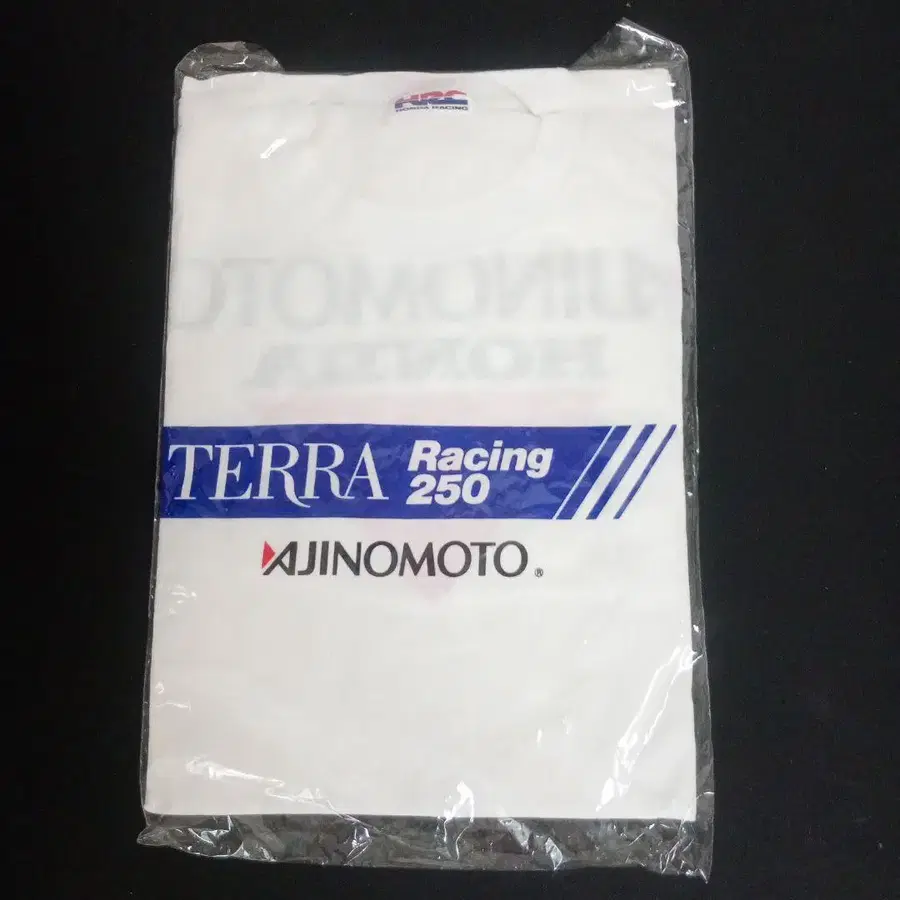 HRC
HONDA RACING
AJINOMOTO
HONDA
TERRA Racing
250
AJINOMOTO®